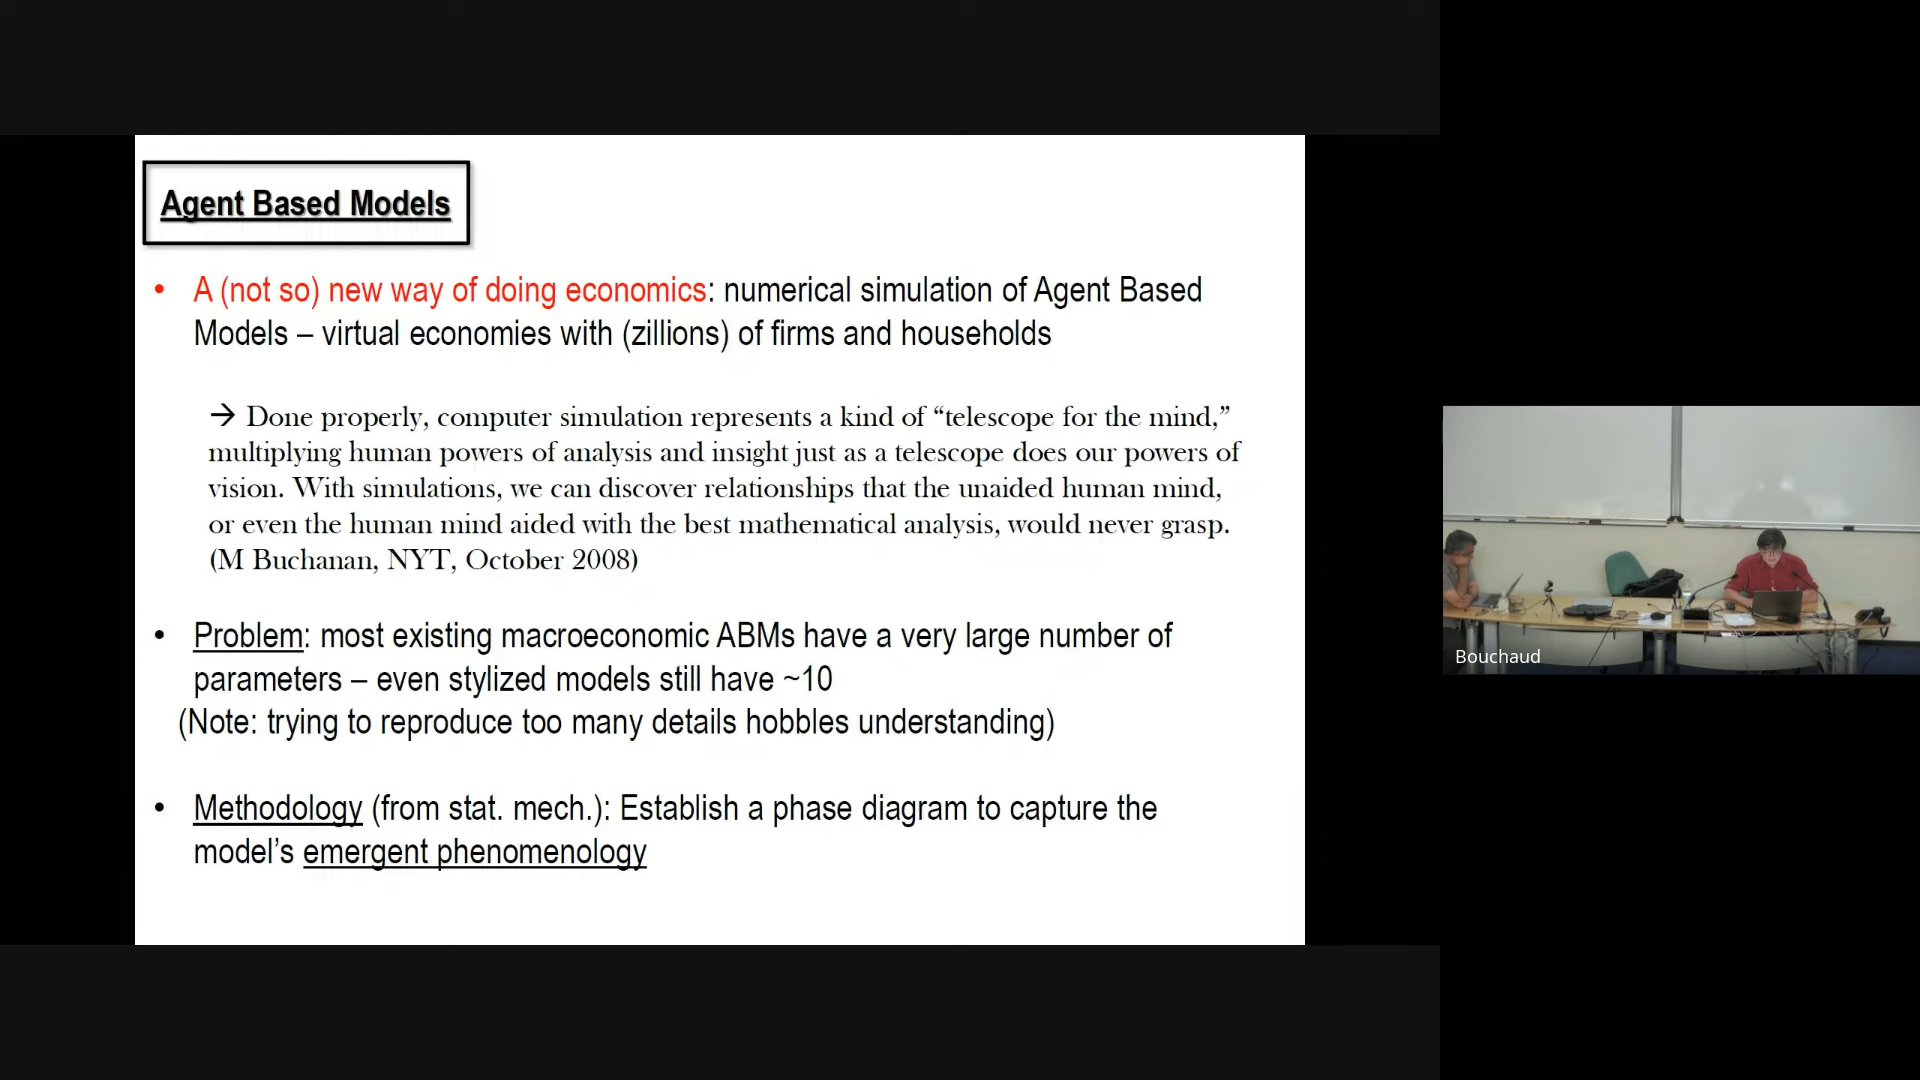 Agent Based Models
• A (not so) new way of doing economics: numerical simulation of Agent Based
Models – virtual economies with (zillions) of firms and households
→ Done properly, computer simulation represents a kind of “telescope for the mind,”
multiplying human powers of analysis and insight just as a telescope does our powers of
vision. With simulations, we can discover relationships that the unaided human mind,
or even the human mind aided with the best mathematical analysis, would never grasp.
(M Buchanan, NYT, October 2008)
• Problem: most existing macroeconomic ABMs have a very large number of
parameters – even stylized models still have ~10
(Note: trying to reproduce too many details hobbles understanding)
• Methodology (from stat. mech.): Establish a phase diagram to capture the
model’s emergent phenomenology
Bouchaud